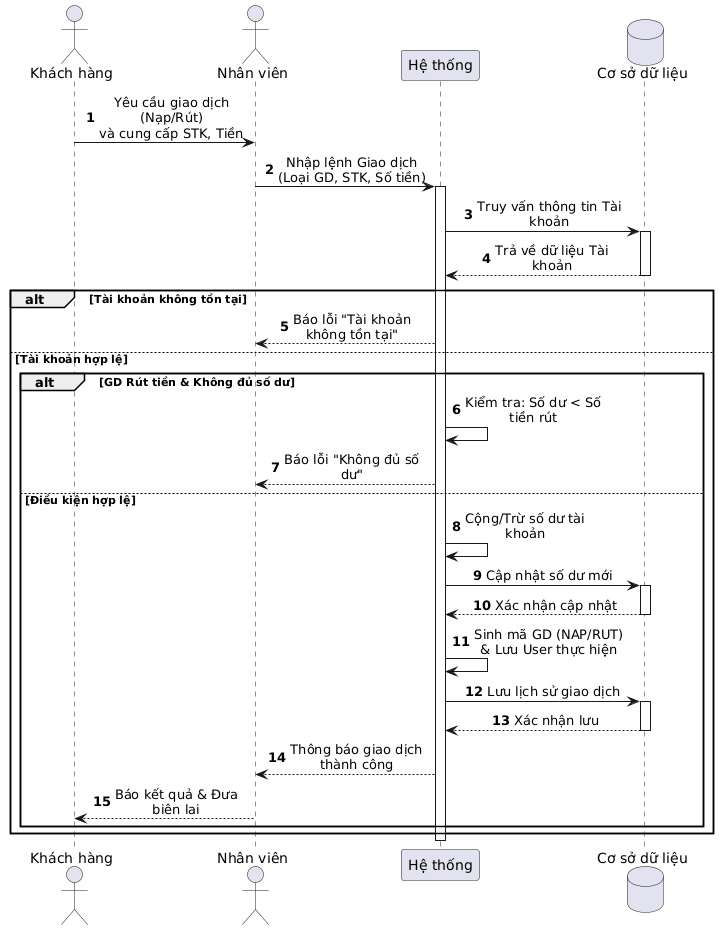 Khách hàng
Nhân viên
Hệ thống
Cơ sở dữ liệu
1 Yêu cầu giao dịch
(Nạp/Rút)
và cung cấp STK, Tiền
2 Nhập lệnh Giao dịch
(Loại GD, STK, Số tiền)
3 Truy vấn thông tin Tài
khoản
4 Trả về dữ liệu Tài
khoản
alt [Tài khoản không tồn tại]
5 Báo lỗi "Tài khoản
không tồn tại"
[Tài khoản hợp lệ]
alt [GD Rút tiền & Không đủ số dư]
6 Kiểm tra: Số dư < Số
tiền rút
7 Báo lỗi "Không đủ số
dư"
[Điều kiện hợp lệ]
8 Cộng/Trừ số dư tài
khoản
9 Cập nhật số dư mới
10 Xác nhận cập nhật
11 Sinh mã GD (NAP/RUT)
& Lưu User thực hiện
12 Lưu lịch sử giao dịch
13 Xác nhận lưu
14 Thông báo giao dịch
thành công
15 Báo kết quả & Đưa
biên lai
Khách hàng
Nhân viên
Hệ thống
Cơ sở dữ liệu